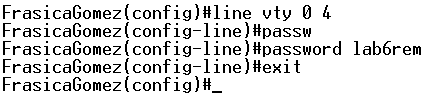 FrasicaGomez(config)#line vty 0 4
FrasicaGomez(config-line)#passw
FrasicaGomez(config-line)#password lab6rem
FrasicaGomez(config-line)#exit
FrasicaGomez(config)#_